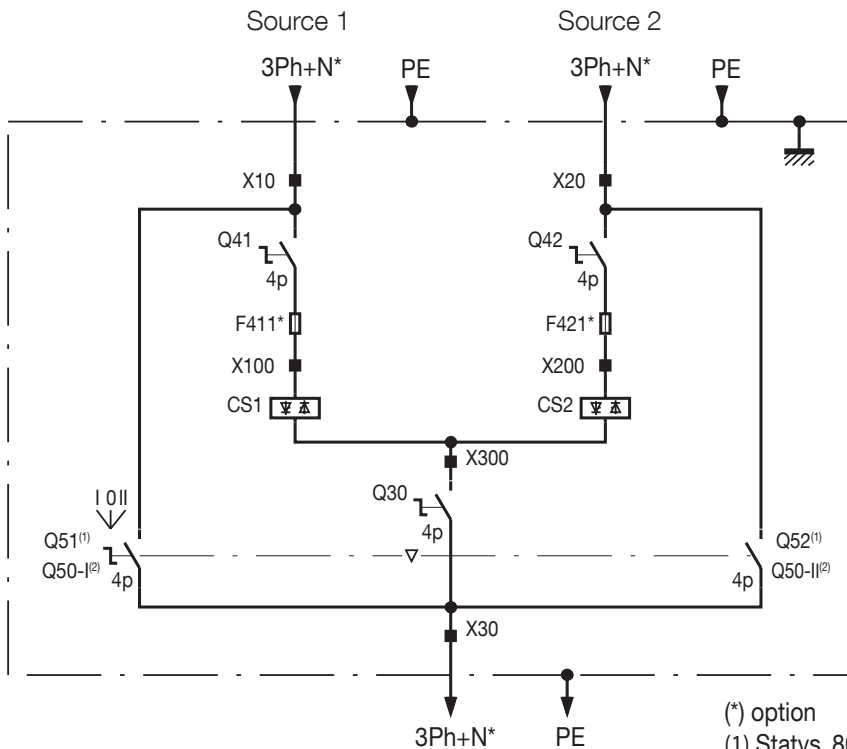 Source 1 Source 2
3Ph+N* PE 3Ph+N* PE
X10 X20
Q41 Q42
4p 4p
F411* F421*
X100 X200
CS1 CS2
X300
I 0 II
Q30
4p
Q51(1) Q52(1)
Q50-I(2) 4p 4p Q50-II(2)
X30
(*) option
3Ph+N* PE
(1) Statys